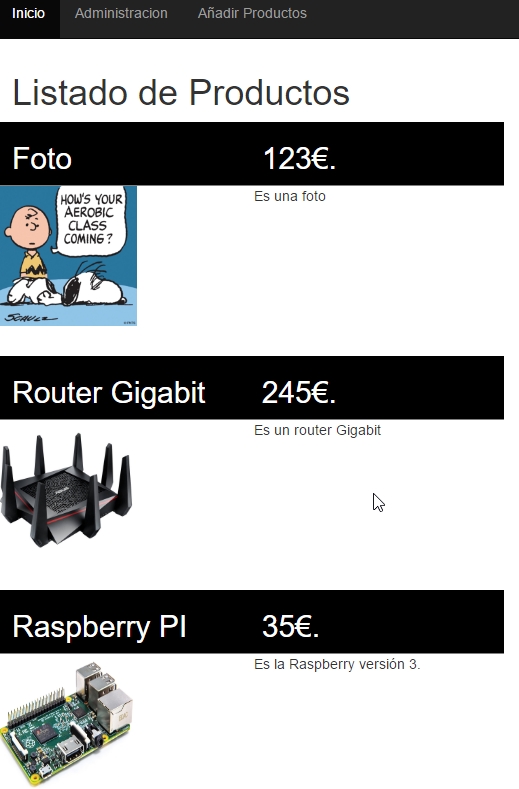 Inicio Administracion Añadir Productos
Listado de Productos
Foto 123€.
Es una foto
HOW'S YOUR
AEROBIC
CLASS
COMING?
SCHULZ
Router Gigabit 245€.
Es un router Gigabit
Raspberry PI 35€.
Es la Raspberry versión 3.